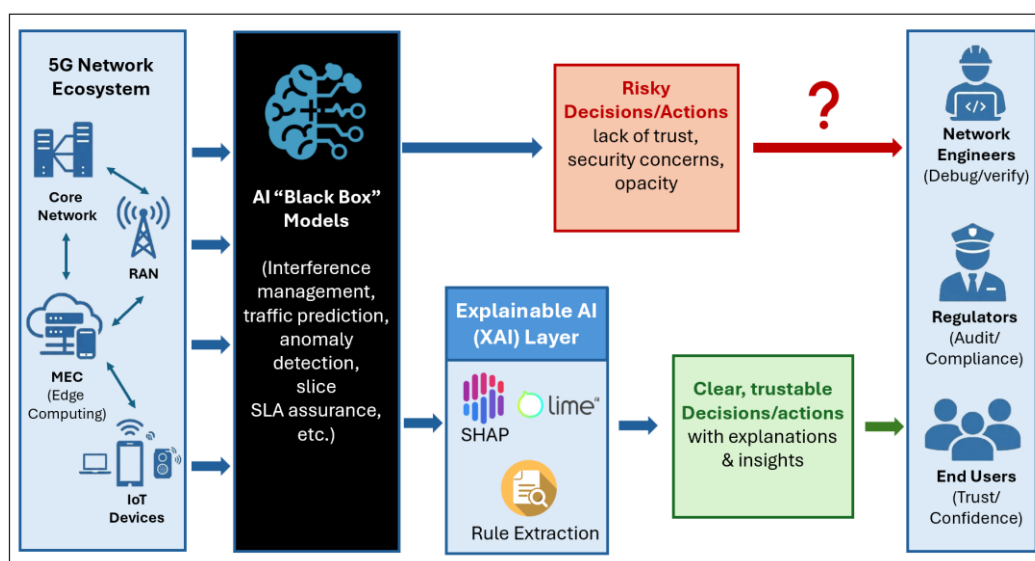 5G Network
Ecosystem
Core
Network
RAN
MEC
(Edge
Computing)
IoT
Devices
AI “Black Box”
Models
(Interference
management,
traffic prediction,
anomaly
detection,
slice
SLA assurance,
etc.)
Risky
Decisions/Actions
lack of trust,
security concerns,
opacity
?
Explainable AI
(XAI) Layer
SHAP
lime
Rule Extraction
Clear, trustable
Decisions/actions
with explanations
& insights
</>
Network
Engineers
(Debug/verify)
Regulators
(Audit/
Compliance)
End Users
(Trust/
Confidence)